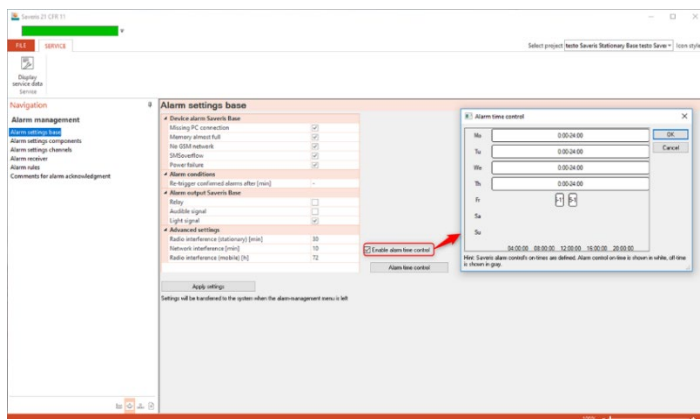 Saveris 21 CFR 11
FILE
SERVICE
Select project testo Saveris Stationary Base testo Save
Icon style
Display
service data
Service
Navigation
Alarm management
Alarm settings base
Alarm settings components
Alarm settings channels
Alarm receiver
Alarm rules
Comments for alarm acknowledgment
Alarm settings base
Device alarm Saveris Base
Missing PC connection
Memory almost full
No GSM network
SMSoverflow
Power failure
Alarm conditions
Re-trigger confirmed alarms after [min] -
Alarm output Saveris Base
Relay
Audible signal
Light signal
Advanced settings
Radio interference (stationary) [min] 30
Network interference [min] 10
Radio interference (mobile) [h] 72
Apply settings
Settings will be transferred to the system when the alarm-management menu is left
Enable alarm time control
Alarm time control
Alarm time control
Mo 0:00-24:00
Tu 0:00-24:00
We 0:00-24:00
Th 0:00-24:00
Fr
Sa
Su
04:00:00 08:00:00 12:00:00 16:00:00 20:00:00
OK
Cancel
Hint: Saveris alarm control's on-times are defined. Alarm control on-time is shown in white, off time
is shown in gray.